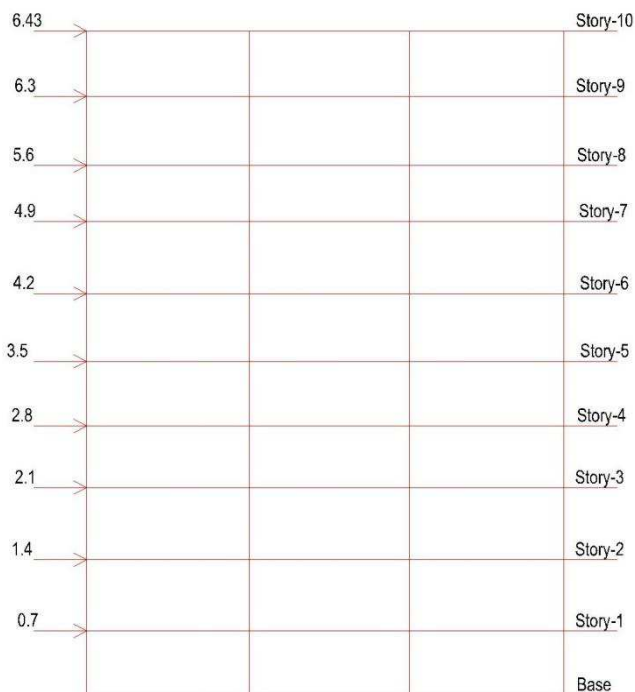 6.43 Story-10
6.3 Story-9
5.6 Story-8
4.9 Story-7
4.2 Story-6
3.5 Story-5
2.8 Story-4
2.1 Story-3
1.4 Story-2
0.7 Story-1
Base